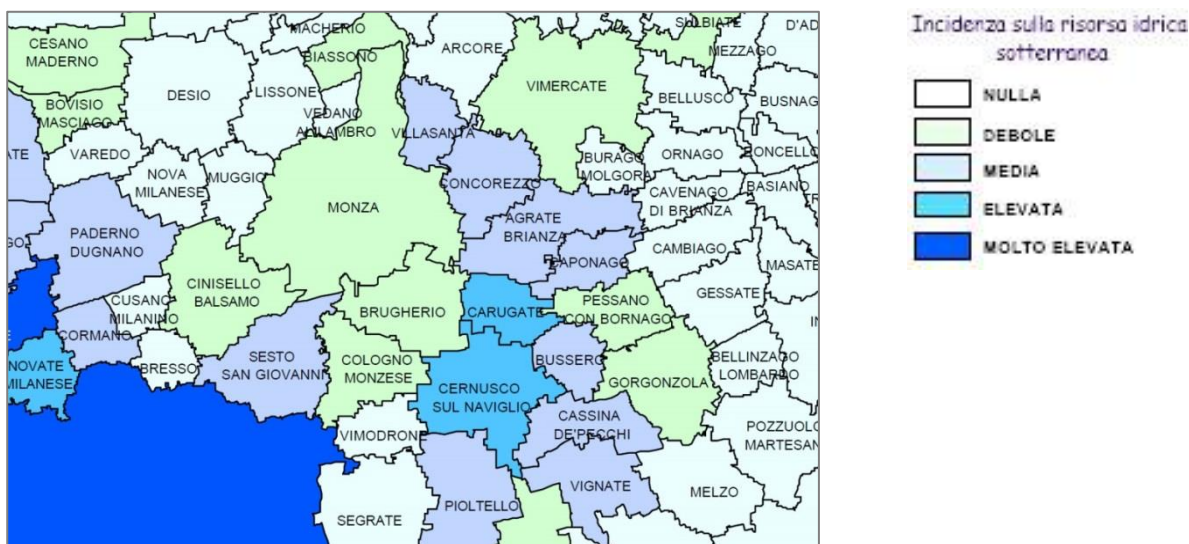 MACHERIO
SULBIATE
D'AD
CESANO
MADERNO
BIASSONO
ARCORE
MEZZAGO
DESIO
LISSONE
VIMERCATE
BELLUSCO
BUSNAG
BOVISIO
MASCIAGO
VEDANO
AL LAMBRO
VILLASANTA
ATE
VAREDO
NOVA
MILANESE
MUGGIO
CONCOREZZO
BURAGO
MOLGORA
ORNAGO
RONCELLO
CAVENAGO
DI BRIANZA
BASIANO
MONZA
AGRATE
BRIANZA
PADERNO
DUGNANO
CAPONAGO
CAMBIAGO
MASATE
GO
CINISELLO
BALSAMO
CUSANO
MILANINO
BRUGHERIO
CARUGATE
PESSANO
CON BORNAGO
GESSATE
IN
CORMANO
E
NOVATE
MILANESE
BRESSO
SESTO
SAN GIOVANNI
COLOGNO
MONZESE
BUSSERO
BELLINZAGO
LOMBARDO
GORGONZOLA
CERNUSCO
SUL NAVIGLIO
CASSINA
DE'PECCHI
VIMODRONE
POZZUOLO
MARTESAN
VIGNATE
MELZO
PIOLTELLO
SEGRATE
Incidenza sulla risorsa idrica
sotterranea
NULLA
DEBOLE
MEDIA
ELEVATA
MOLTO ELEVATA